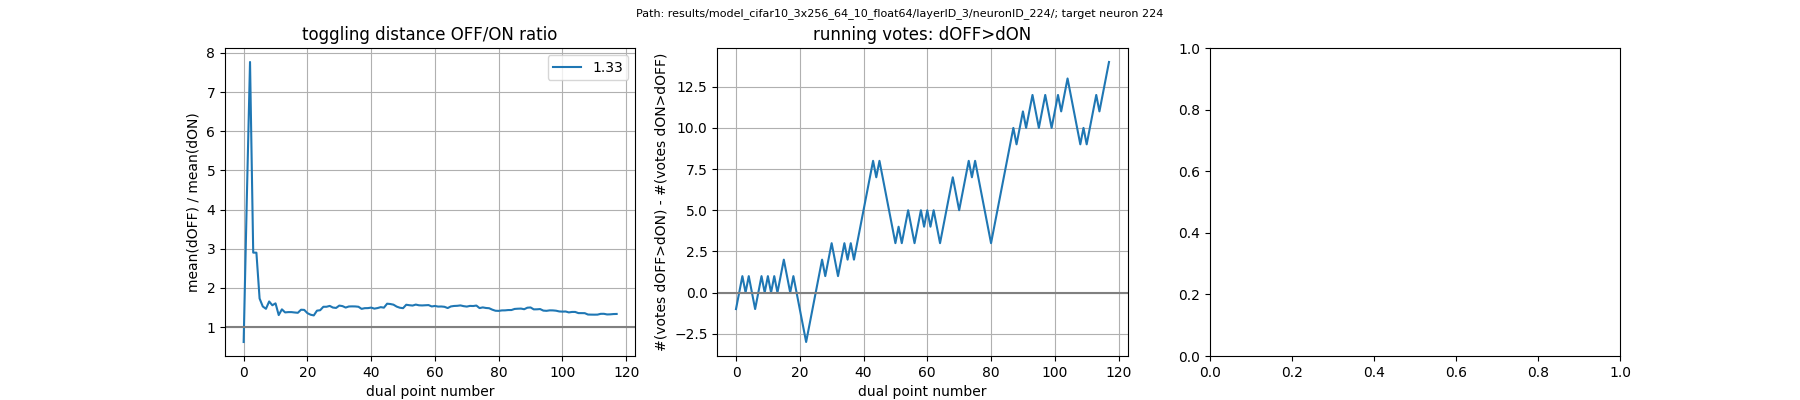 Path: results/model_cifar10_3x256_64_10_float64/layerID_3/neuronID_224/; target neuron 224
toggling distance OFF/ON ratio
mean(dOFF) / mean(dON)
8
7
6
5
4
3
2
1
1.33
0 20 40 60 80 100 120
dual point number
running votes: dOFF>dON
#(votes dOFF>dON) - #(votes dON>dOFF)
12.5
10.0
7.5
5.0
2.5
0.0
−2.5
0 20 40 60 80 100 120
dual point number
1.0
0.8
0.6
0.4
0.2
0.0
0.0 0.2 0.4 0.6 0.8 1.0